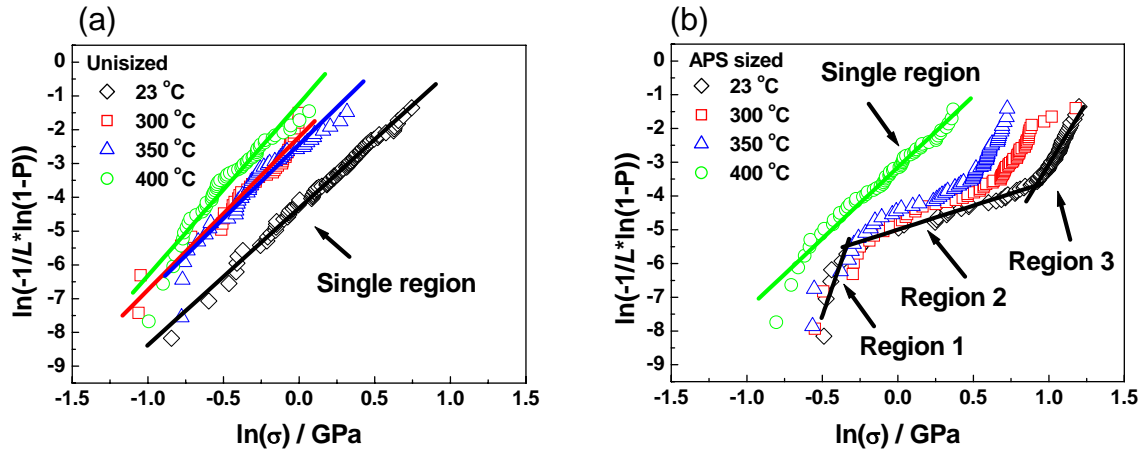 (a)
Unisized
23 °C
300 °C
350 °C
400 °C
Single region
0
-1
-2
-3
-4
-5
-6
-7
-8
-9
-1.5
-1.0
-0.5
0.0
0.5
1.0
1.5
ln(-1/L*ln(1-P))
ln(σ) / GPa
(b)
APS sized
23 °C
300 °C
350 °C
400 °C
Single region
Region 3
Region 2
Region 1
0
-1
-2
-3
-4
-5
-6
-7
-8
-9
-1.5
-1.0
-0.5
0.0
0.5
1.0
1.5
ln(-1/L*ln(1-P))
ln(σ) / GPa